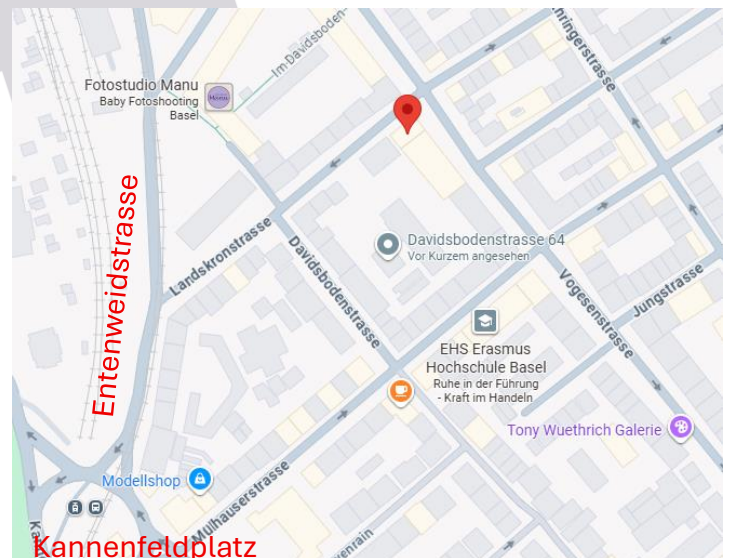 Im-Davidsboden-
Fotostudio Manu
Baby Fotoshooting
Basel
Entenweidstrasse
Landskronstrasse
Davidsbodenstrasse
Davidsbodenstrasse 64
Vor Kurzem angesehen
Vogesenstrasse
Jungstrasse
EHS Erasmus
Hochschule Basel
Ruhe in der Führung
- Kraft im Handeln
Tony Wuethrich Galerie
Modellshop
Mülhauserstrasse
Kannenfeldplatz